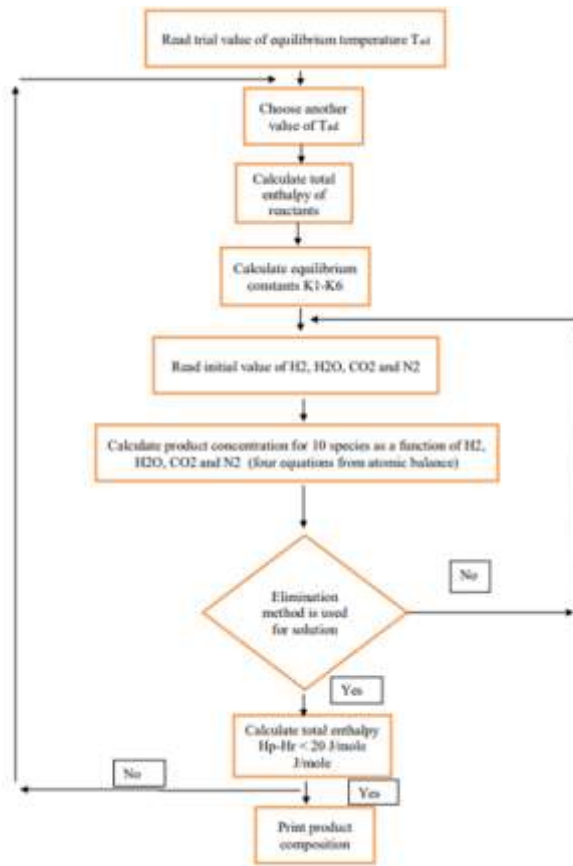 Read trial value of equilibrium temperature Tad
Choose another
value of Tad
Calculate total
enthalpy of
reactants
Calculate equilibrium
constants K1-K6
Read initial value of H2, H2O, CO2 and N2
Calculate product concentration for 10 species as a function of H2,
H2O, CO2 and N2 (four equations from atomic balance)
No
Elimination
method is used
for solution
Yes
Calculate total enthalpy
Hp-Hr < 20 J/mole
J/mole
No
Yes
Print product
composition